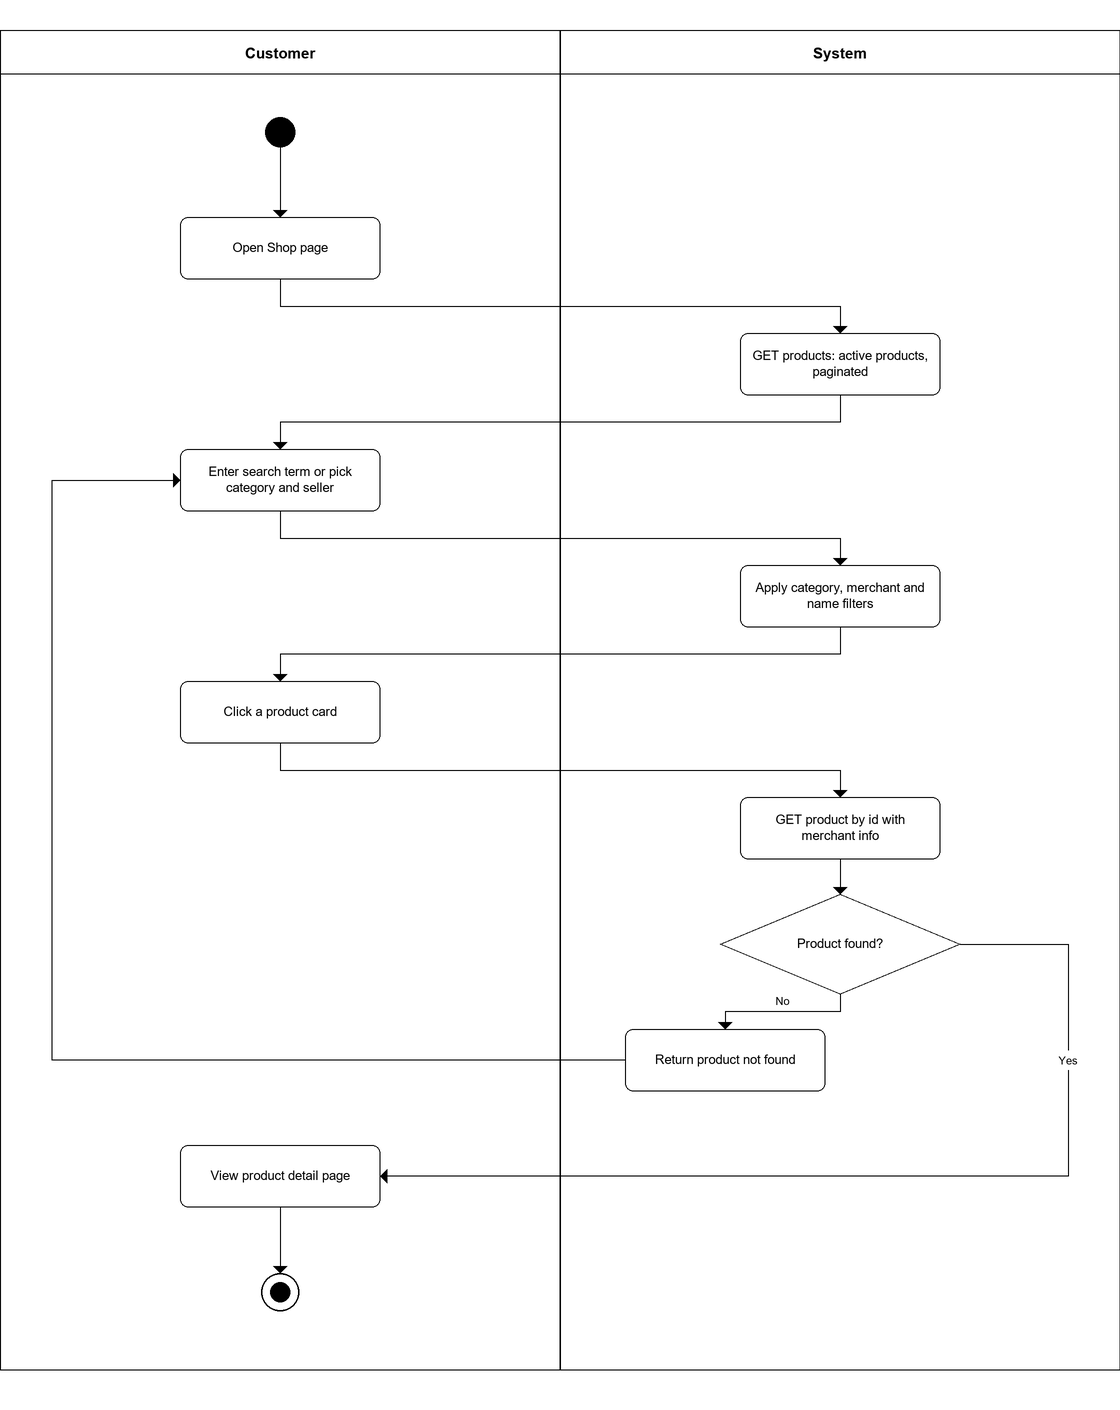 Customer
System
Open Shop page
GET products: active products,
paginated
Enter search term or pick
category and seller
Apply category, merchant and
name filters
Click a product card
GET product by id with
merchant info
Product found?
No
Return product not found
Yes
View product detail page